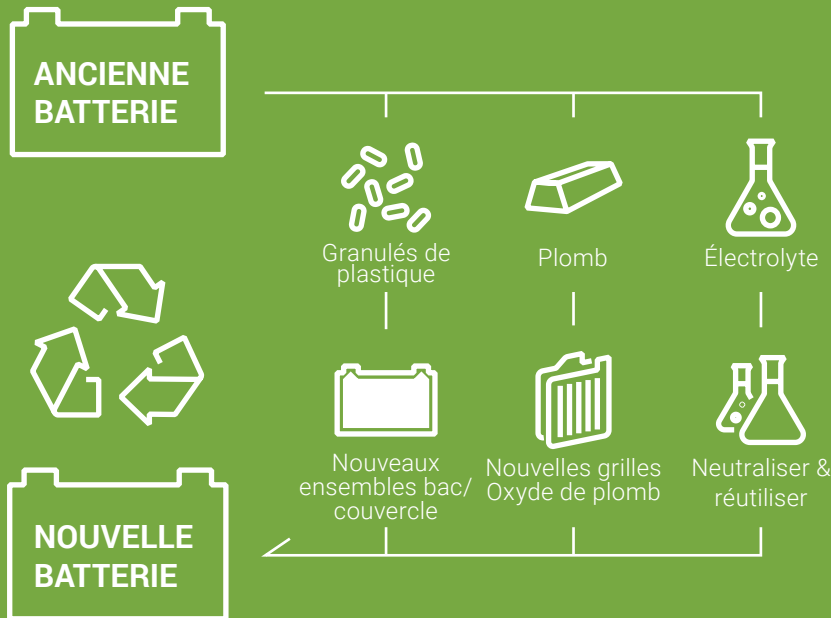 ANCIENNE
BATTERIE
Granulés de
plastique
Plomb
Électrolyte
Nouveaux
ensembles bac/
couvercle
Nouvelles grilles
Oxyde de plomb
Neutraliser &
réutiliser
NOUVELLE
BATTERIE